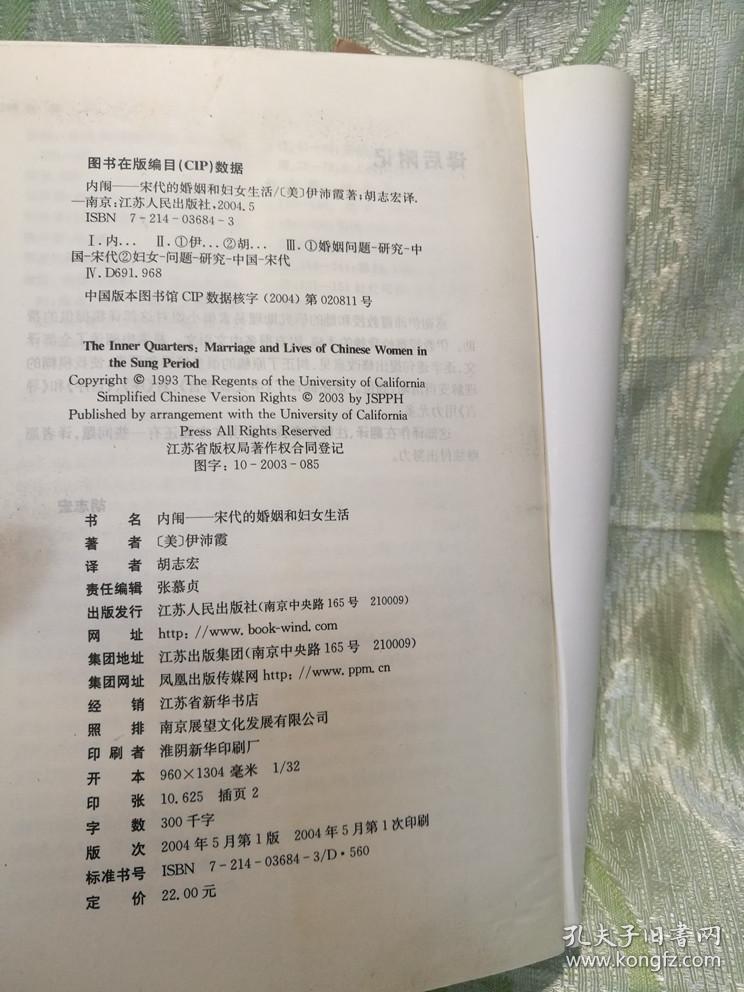 图书在版编目(CIP)数据
内闱——宋代的婚姻和妇女生活/〔美〕伊沛霞著;胡志宏译.
—南京:江苏人民出版社,2004.5
ISBN 7-214-03684-3
Ⅰ.内… Ⅱ.①伊…②胡… Ⅲ.①婚姻问题-研究-中
国-宋代②妇女-问题-研究-中国-宋代
Ⅳ.D691.968
中国版本图书馆CIP数据核字(2004)第020811号
The Inner Quarters: Marriage and Lives of Chinese Women in
the Sung Period
Copyright © 1993 The Regents of the University of California
Simplified Chinese Version Rights © 2003 by JSPPH
Published by arrangement with the University of California
Press All Rights Reserved
江苏省版权局著作权合同登记
图字:10-2003-085
书 名 内闱——宋代的婚姻和妇女生活
著 者 〔美〕伊沛霞
译 者 胡志宏
责任编辑 张慕贞
出版发行 江苏人民出版社(南京中央路165号 210009)
网 址 http://www.book-wind.com
集团地址 江苏出版集团(南京中央路165号 210009)
集团网址 凤凰出版传媒网http://www.ppm.cn
经 销 江苏省新华书店
照 排 南京展望文化发展有限公司
印刷者 淮阴新华印刷厂
开 本 960×1304毫米 1/32
印 张 10.625 插页2
字 数 300千字
版 次 2004年5月第1版 2004年5月第1次印刷
标准书号 ISBN 7-214-03684-3/D·560
定 价 22.00元
孔夫子旧书网
www.kongfz.com